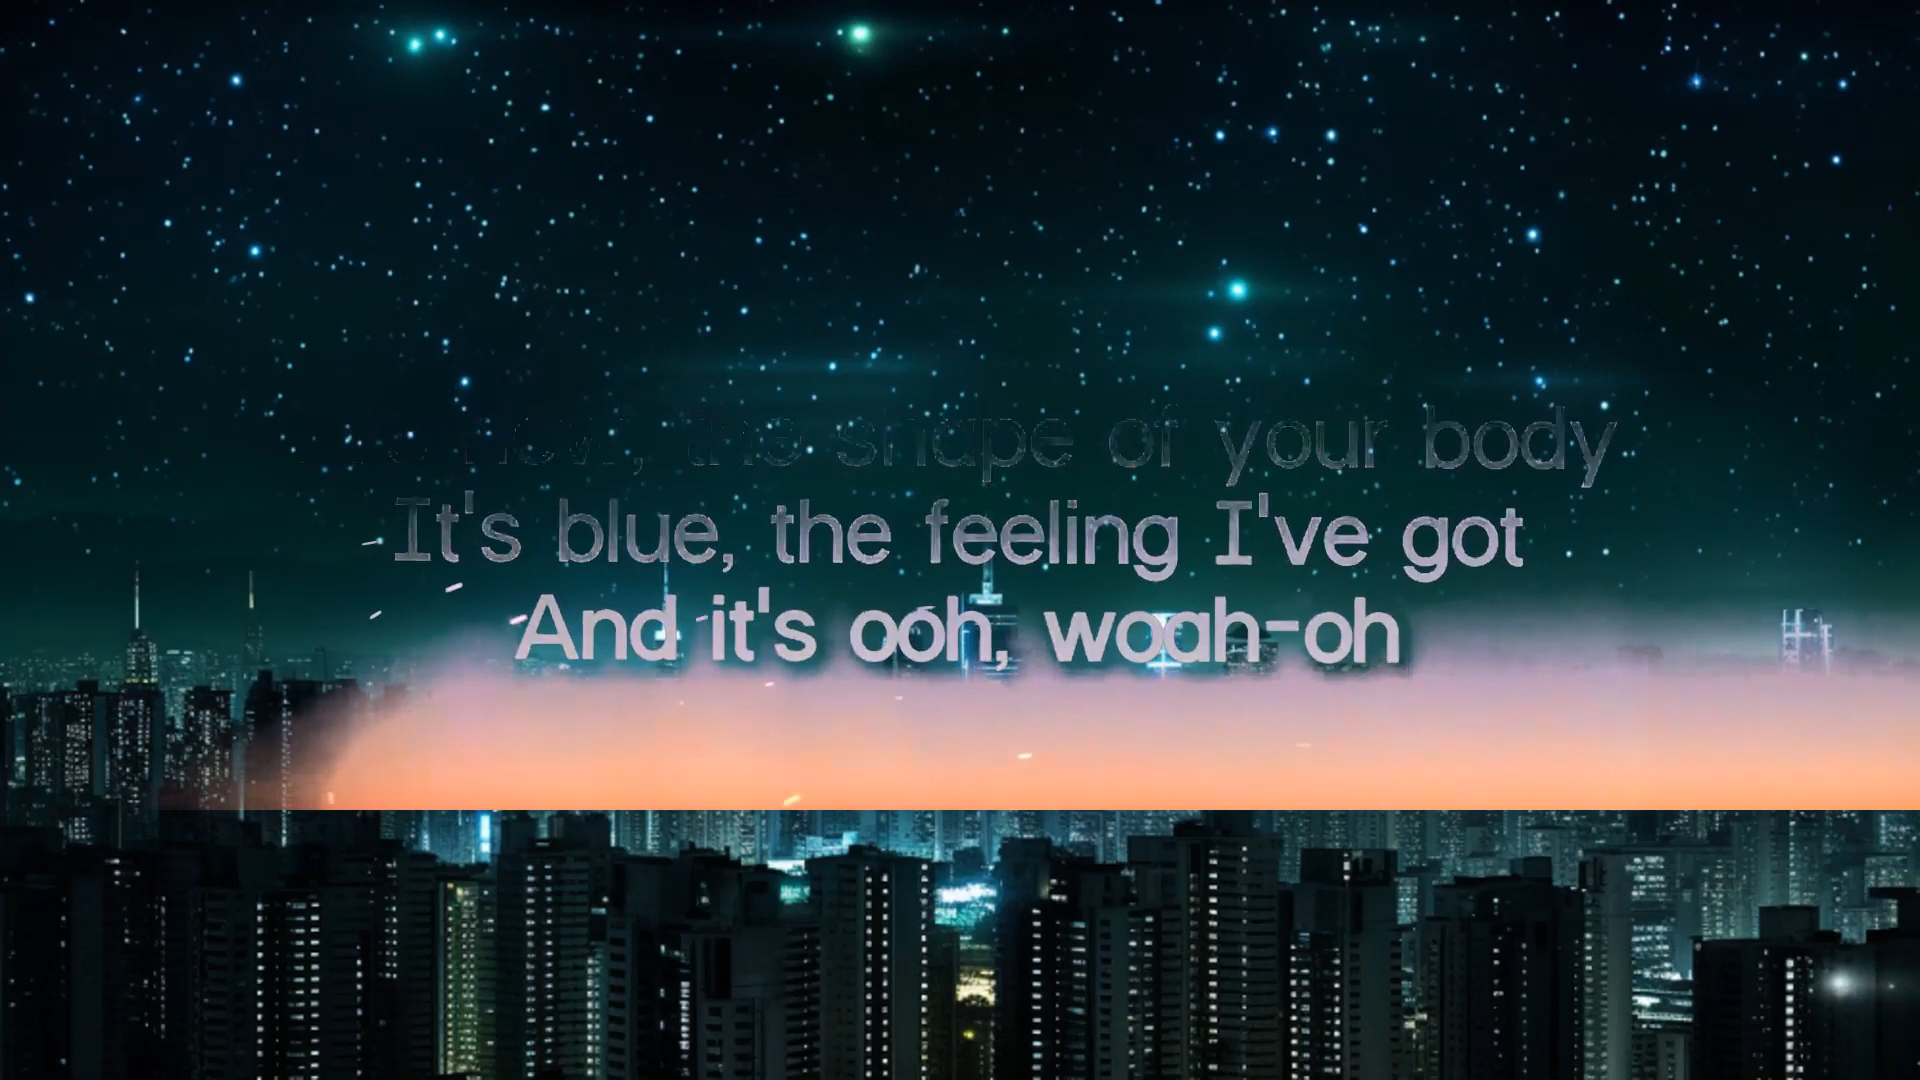 the shape of your body
It's blue, the feeling I've got
And it's ooh, woah-oh